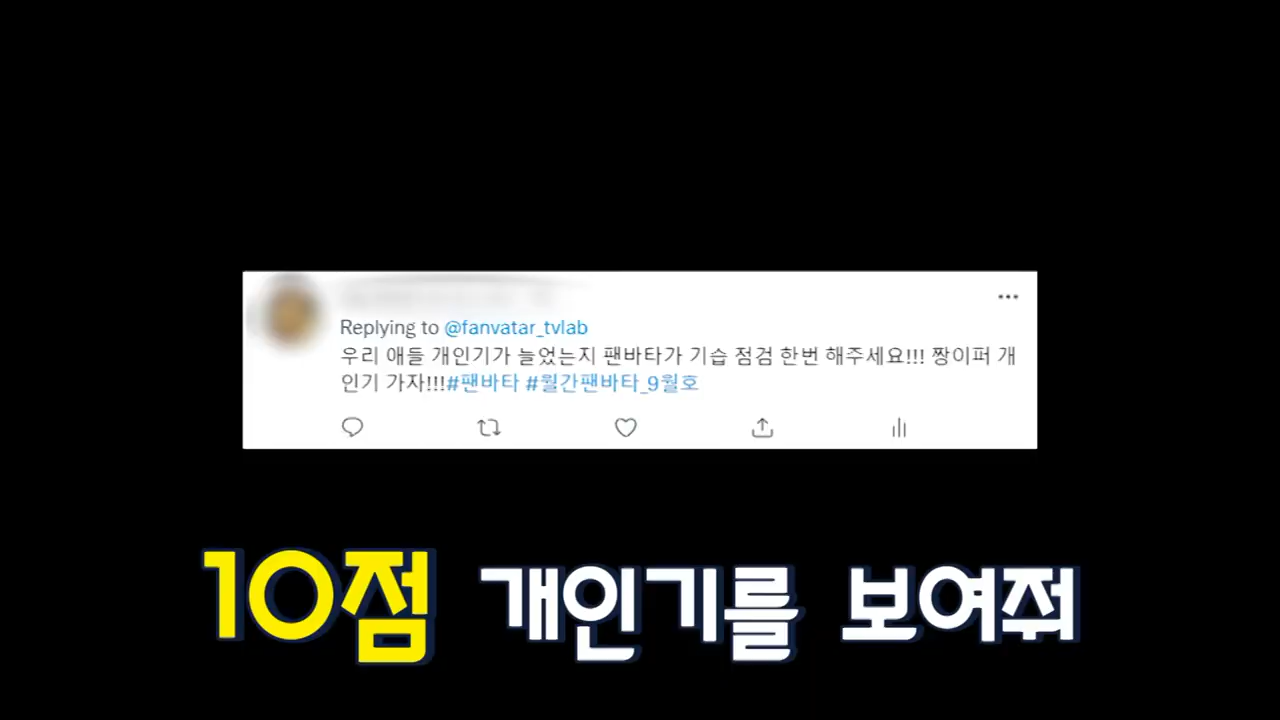 Replying to @fanvatar_tvlab
우리 애들 개인기가 늘었는지 팬바타가 기습 점검 한번 해주세요!!! 짱이퍼 개
인기 가자!!!#팬바타 #월간팬바타_9월호
10점 개인기를 보여줘